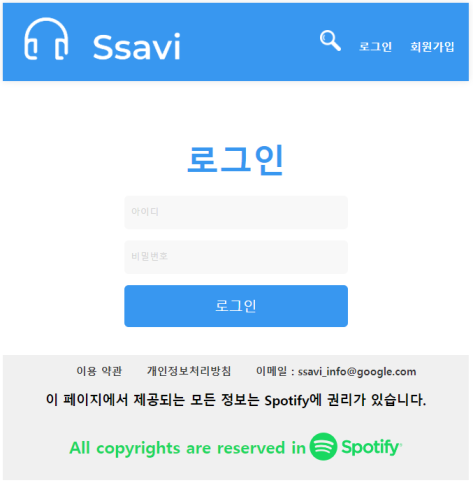 Ssavi 로그인 회원가입
로그인
아이디
비밀번호
로그인
이용 약관 개인정보처리방침 이메일 : ssavi_info@google.com
이 페이지에서 제공되는 모든 정보는 Spotify에 권리가 있습니다.
All copyrights are reserved in Spotify